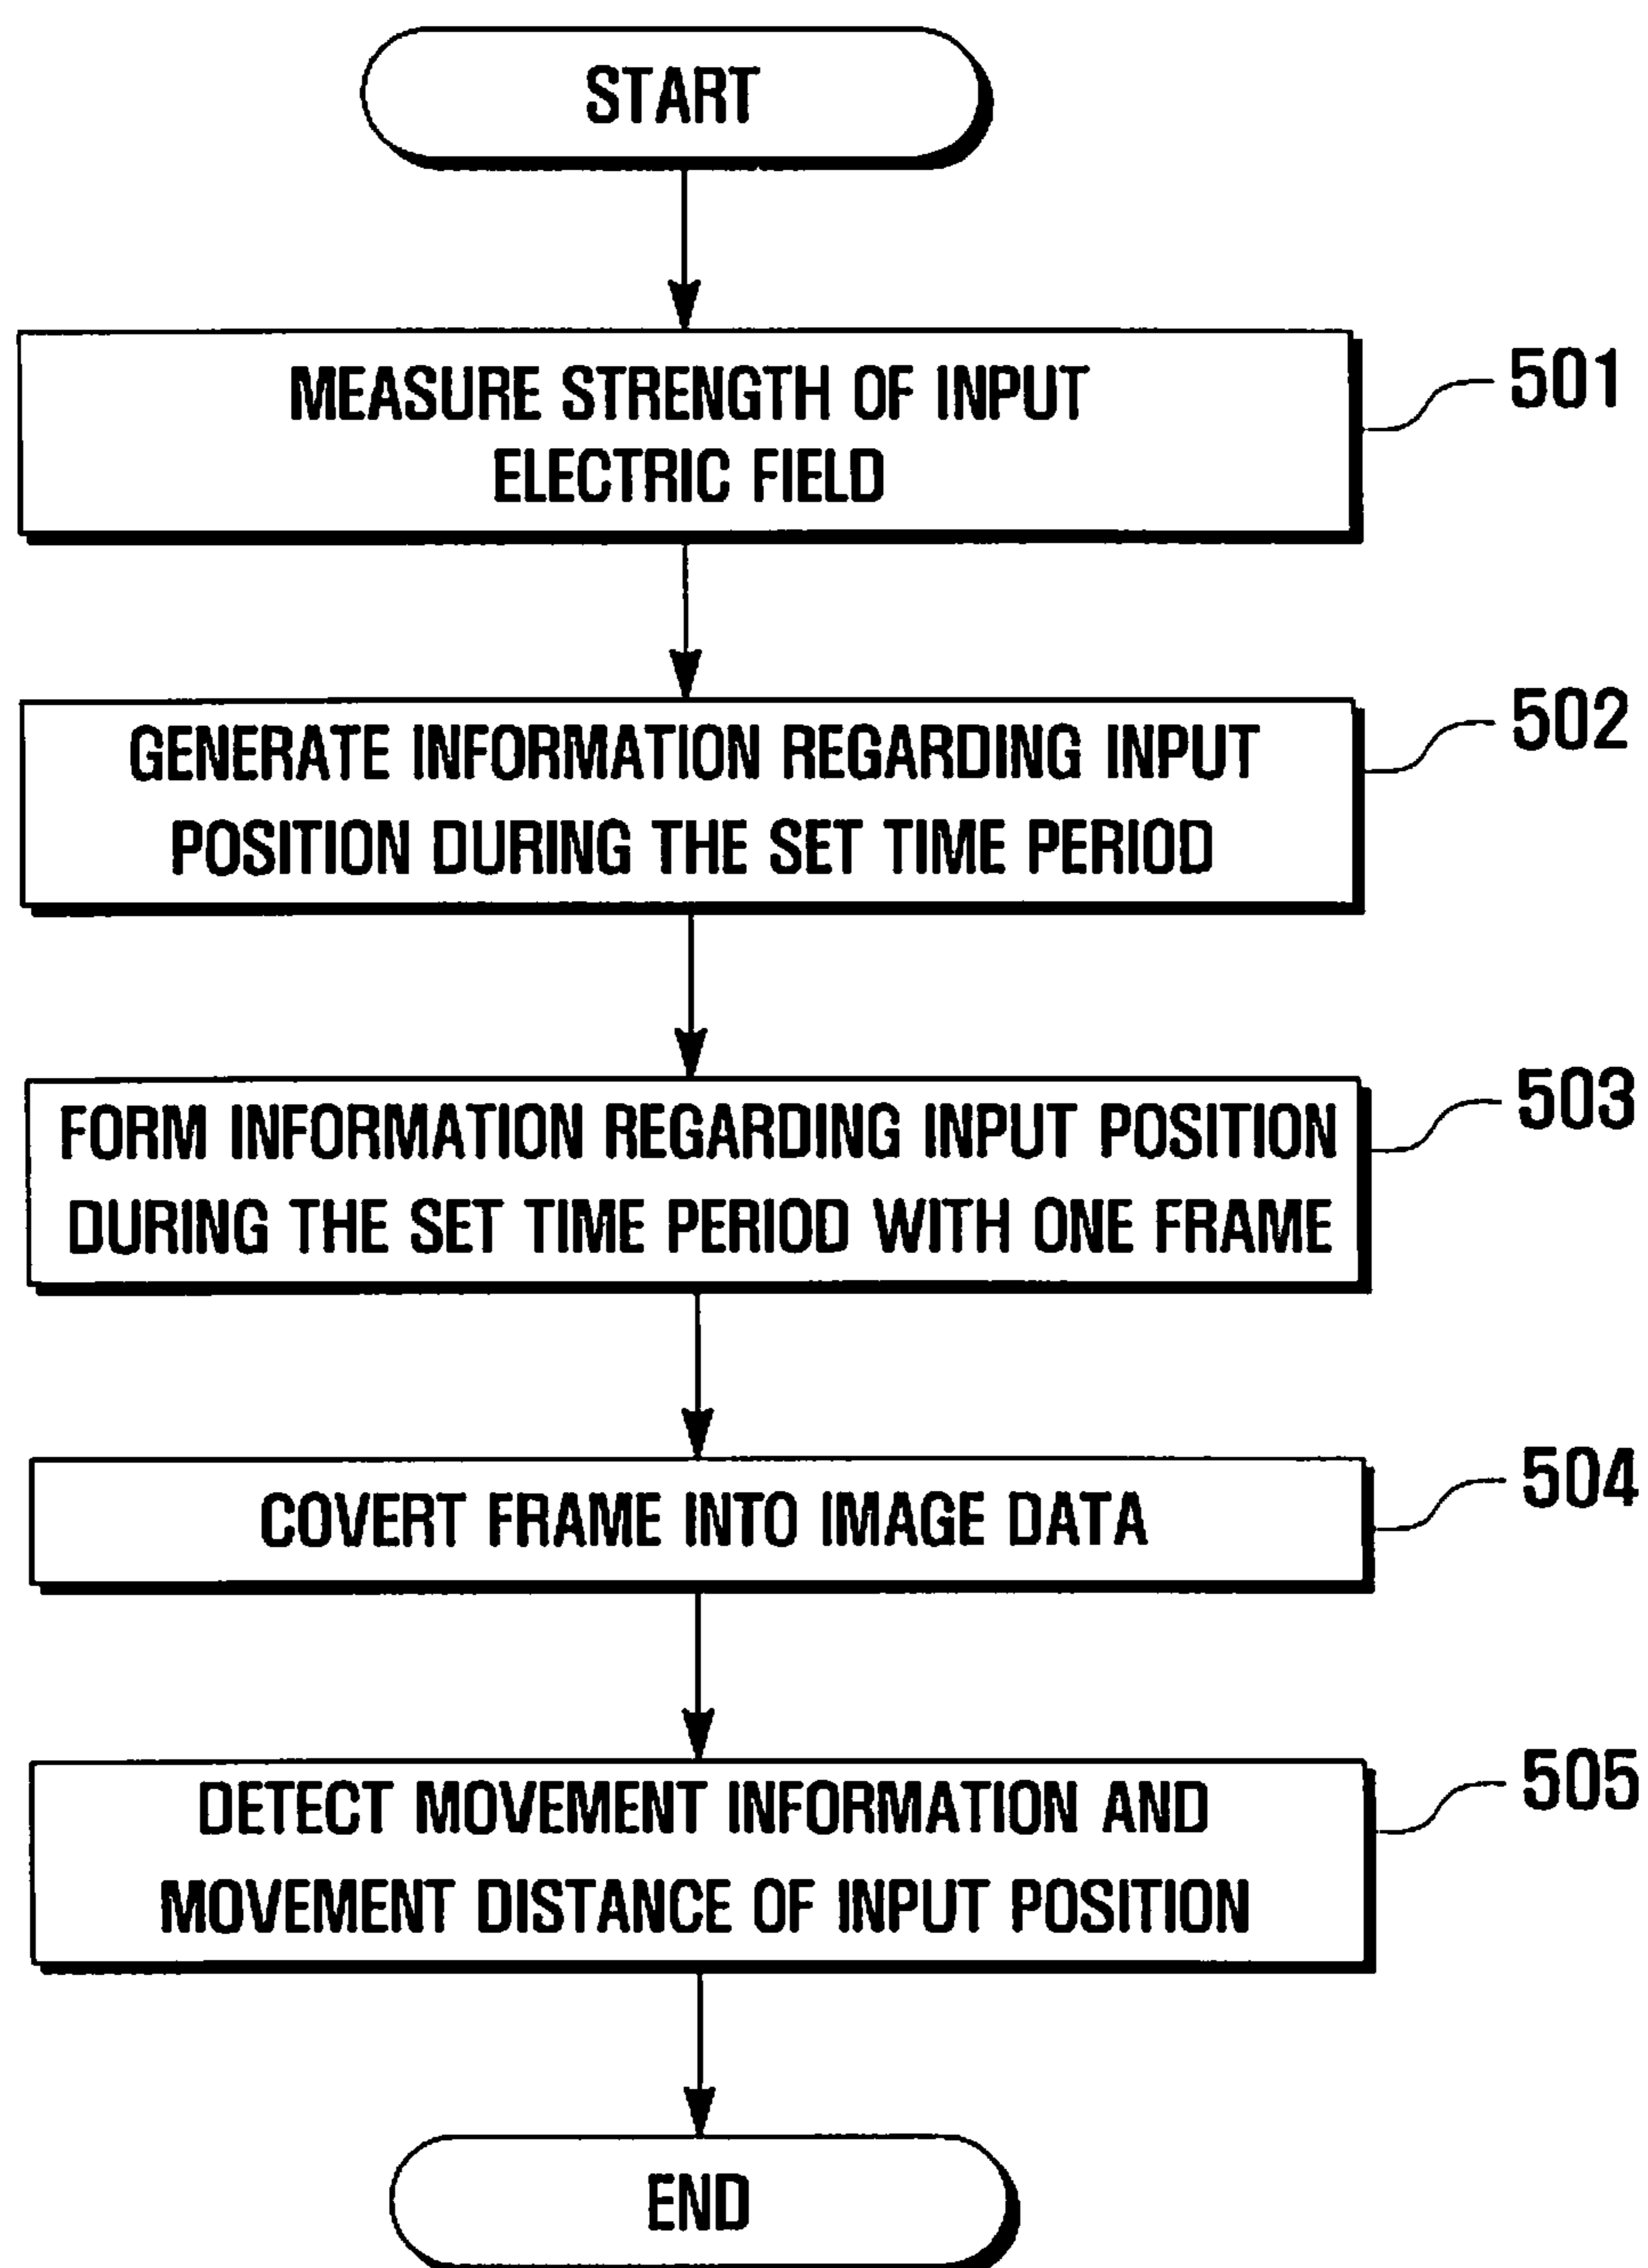 START
MEASURE STRENGTH OF INPUT
ELECTRIC FIELD
501
GENERATE INFORMATION REGARDING INPUT
POSITION DURING THE SET TIME PERIOD
502
FORM INFORMATION REGARDING INPUT POSITION
DURING THE SET TIME PERIOD WITH ONE FRAME
503
COVERT FRAME INTO IMAGE DATA
504
DETECT MOVEMENT INFORMATION AND
MOVEMENT DISTANCE OF INPUT POSITION
505
END